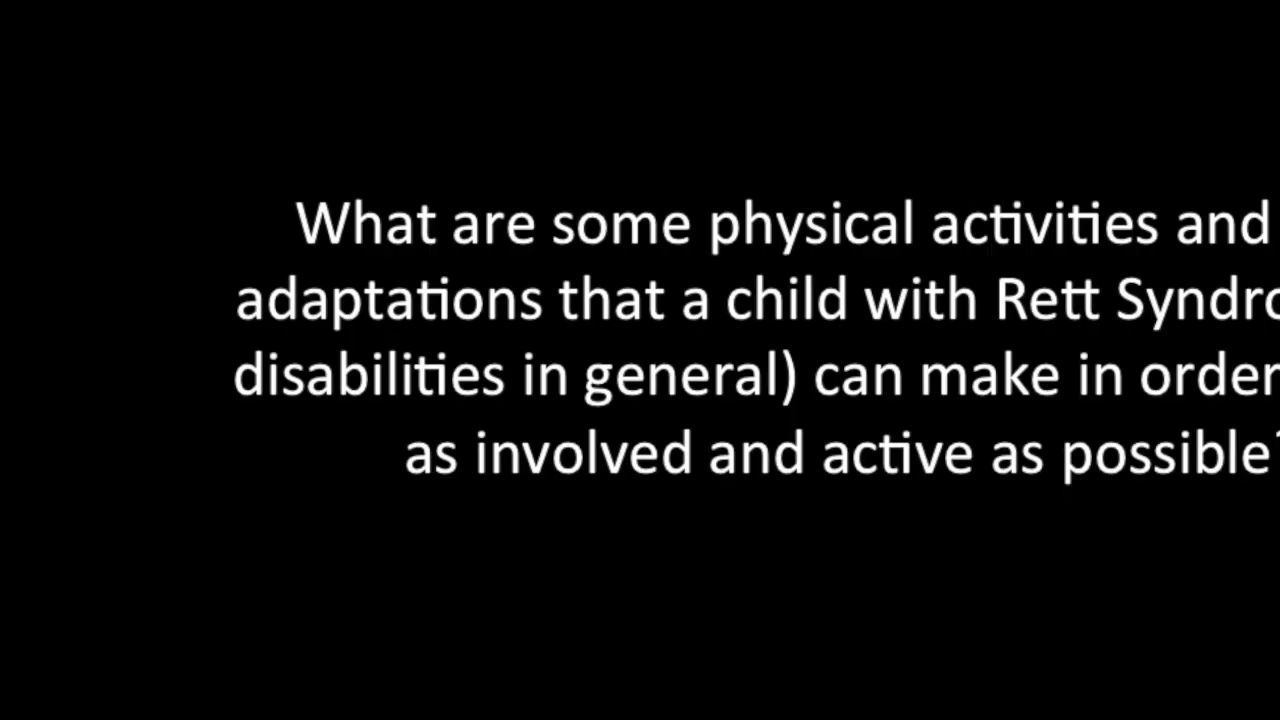 What are some physical activities and
adaptations that a child with Rett
disabilities in general) can make in order
as involved and active as possible